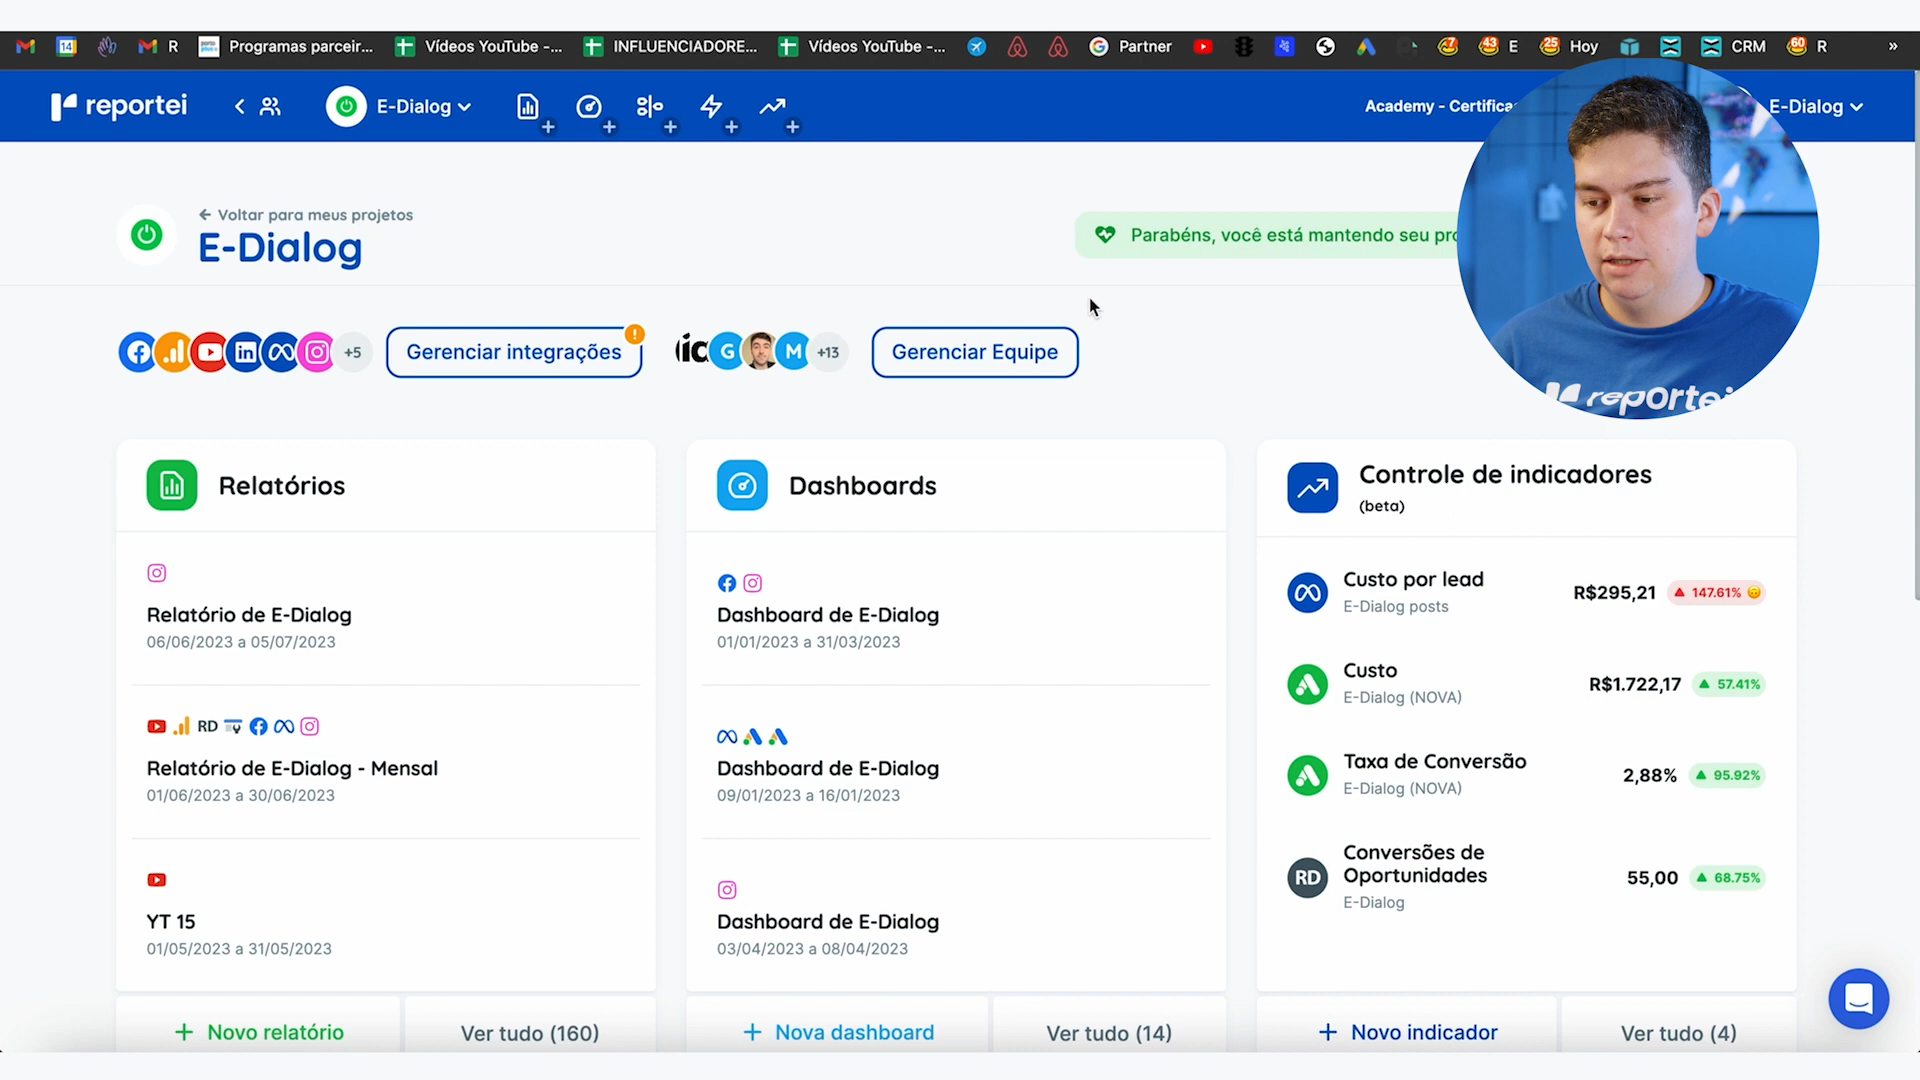 14
R
Programas parceir...
Vídeos YouTube -...
INFLUENCIADORE...
Vídeos YouTube -...
Partner
7
43
E
25
Hoy
CRM
60
R
»
reportei
E-Dialog
Academy - Certifica
E-Dialog
Voltar para meus projetos
E-Dialog
Parabéns, você está mantendo seu pro
reportei
+5
Gerenciar integrações
!
G
M
+13
Gerenciar Equipe
Relatórios
Relatório de E-Dialog
06/06/2023 a 05/07/2023
RD
Relatório de E-Dialog - Mensal
01/06/2023 a 30/06/2023
YT 15
01/05/2023 a 31/05/2023
+ Novo relatório
Ver tudo (160)
Dashboards
Dashboard de E-Dialog
01/01/2023 a 31/03/2023
Dashboard de E-Dialog
09/01/2023 a 16/01/2023
Dashboard de E-Dialog
03/04/2023 a 08/04/2023
+ Nova dashboard
Ver tudo (14)
Controle de indicadores
(beta)
Custo por lead
E-Dialog posts
R$295,21
147.61%
Custo
E-Dialog (NOVA)
R$1.722,17
57.41%
Taxa de Conversão
E-Dialog (NOVA)
2,88%
95.92%
RD
Conversões de
Oportunidades
E-Dialog
55,00
68.75%
+ Novo indicador
Ver tudo (4)